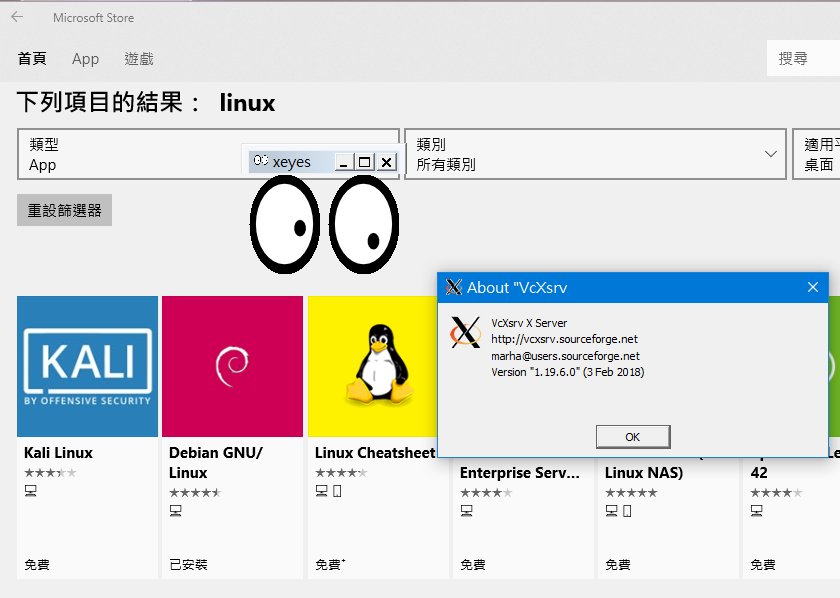 Microsoft Store
首頁 App 遊戲 搜尋
下列項目的結果： linux
類型
App
xeyes
類別
所有類別
適用平
桌面
重設篩選器
KALI
BY OFFENSIVE SECURITY
About "VcXsrv
VcXsrv X Server
http://vcxsrv.sourceforge.net
marha@users.sourceforge.net
Version "1.19.6.0" (3 Feb 2018)
OK
Kali Linux
免費
Debian GNU/
Linux
已安裝
Linux Cheatsheet
免費+
Enterprise Serv...
免費
Linux NAS)
免費
42
免費